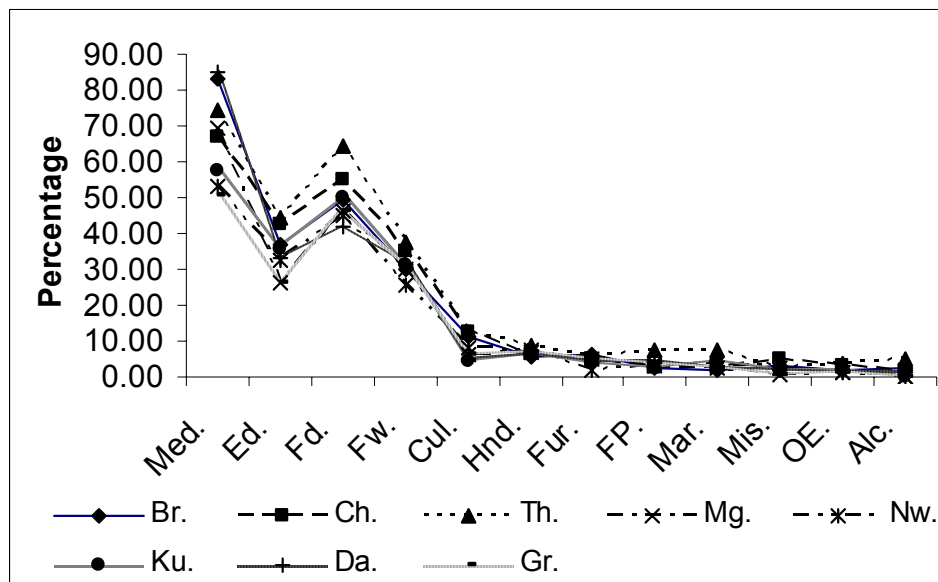 90.00
80.00
70.00
60.00
50.00
40.00
30.00
20.00
10.00
0.00
Percentage
Med. Ed. Fd. Fw. Cul. Hnd. Fur. FP. Mar. Mis. OE. Alc.
Br. Ch. Th. Mg. Nw.
Ku. Da. Gr.